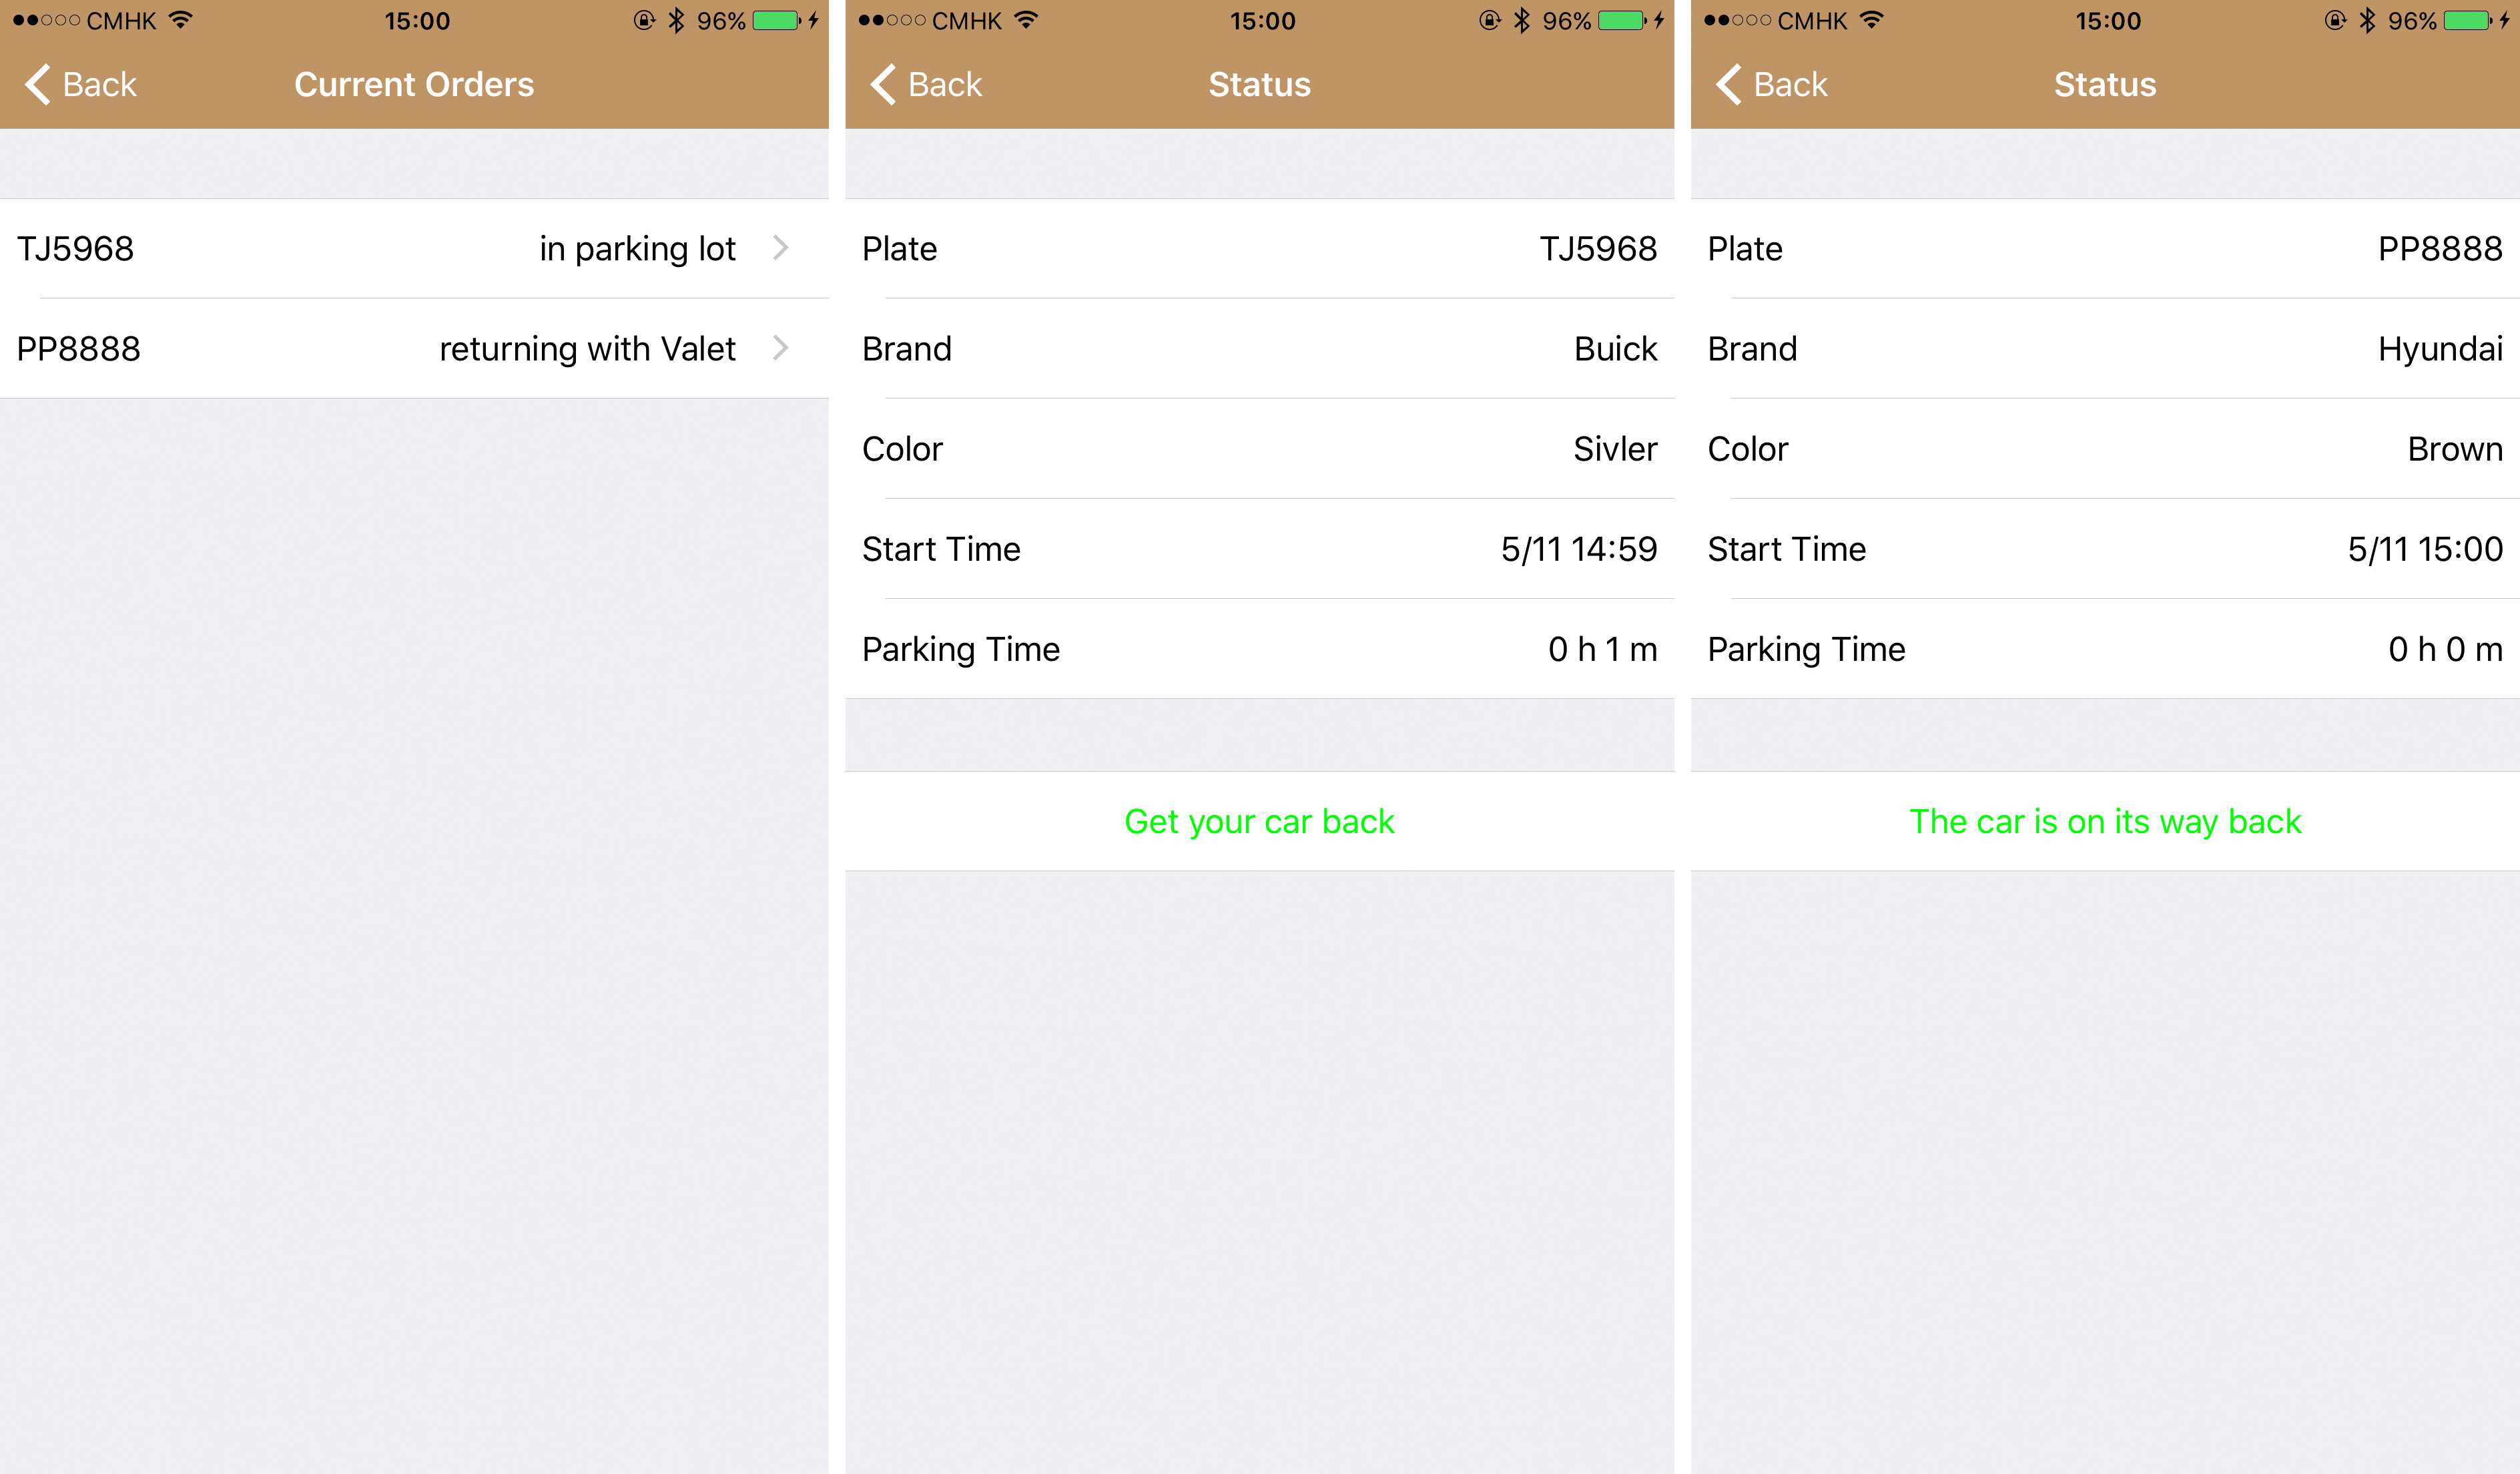 CMHK 15:00 96%
Back Current Orders
TJ5968 in parking lot
PP8888 returning with Valet
CMHK 15:00 96%
Back Status
Plate TJ5968
Brand Buick
Color Sivler
Start Time 5/11 14:59
Parking Time 0 h 1 m
Get your car back
CMHK 15:00 96%
Back Status
Plate PP8888
Brand Hyundai
Color Brown
Start Time 5/11 15:00
Parking Time 0 h 0 m
The car is on its way back